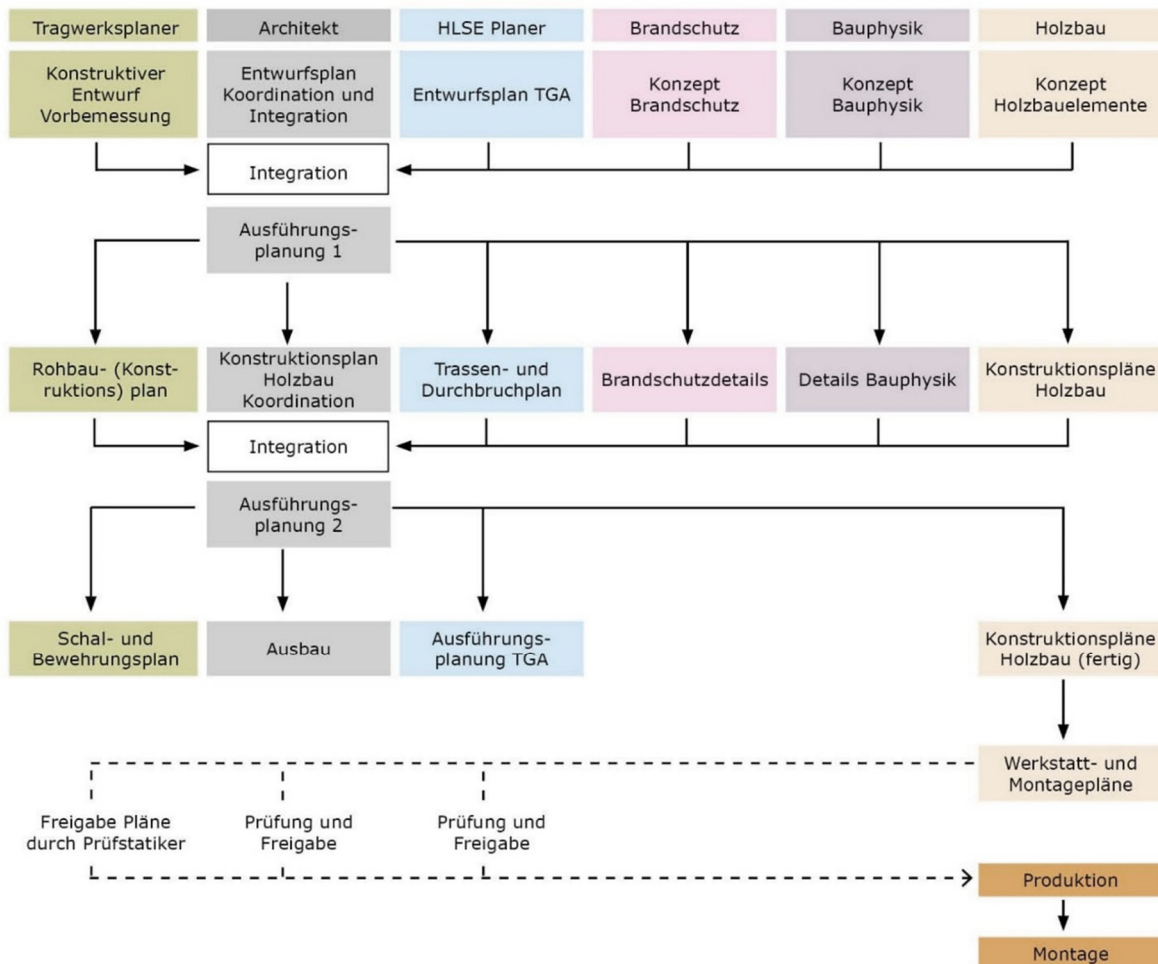 Tragwerksplaner
Architekt
HLSE Planer
Brandschutz
Bauphysik
Holzbau
Konstruktiver
Entwurf
Vorbemessung
Entwurfsplan
Koordination und
Integration
Entwurfsplan TGA
Konzept
Brandschutz
Konzept
Bauphysik
Konzept
Holzbauelemente
Integration
Ausführungs-
planung 1
Rohbau- (Konst-
ruktions) plan
Konstruktionsplan
Holzbau
Koordination
Trassen- und
Durchbruchplan
Brandschutzdetails
Details Bauphysik
Konstruktionspläne
Holzbau
Integration
Ausführungs-
planung 2
Schal- und
Bewehrungsplan
Ausbau
Ausführungs-
planung TGA
Konstruktionspläne
Holzbau (fertig)
Werkstatt- und
Montagepläne
Freigabe Pläne
durch Prüfstatiker
Prüfung und
Freigabe
Prüfung und
Freigabe
Produktion
Montage